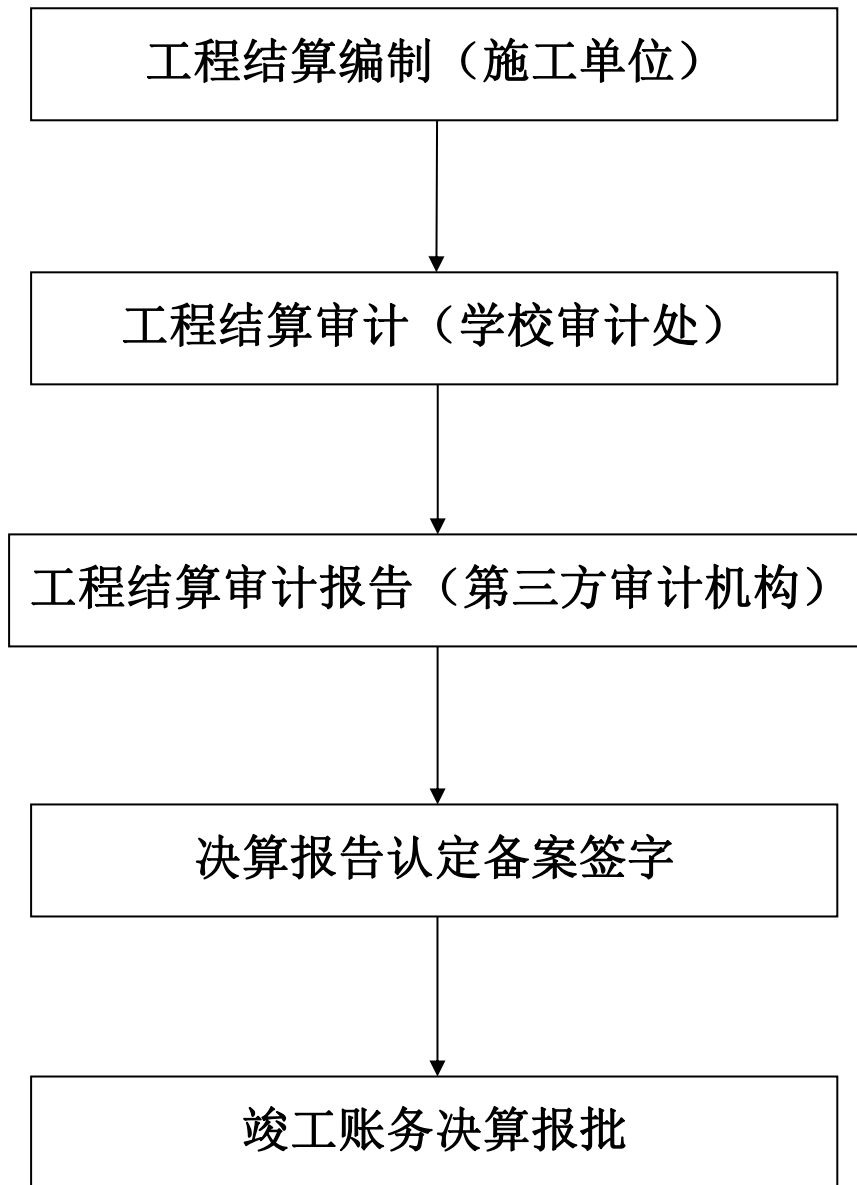 工程结算编制（施工单位）
工程结算审计（学校审计处）
工程结算审计报告（第三方审计机构）
决算报告认定备案签字
竣工账务决算报批